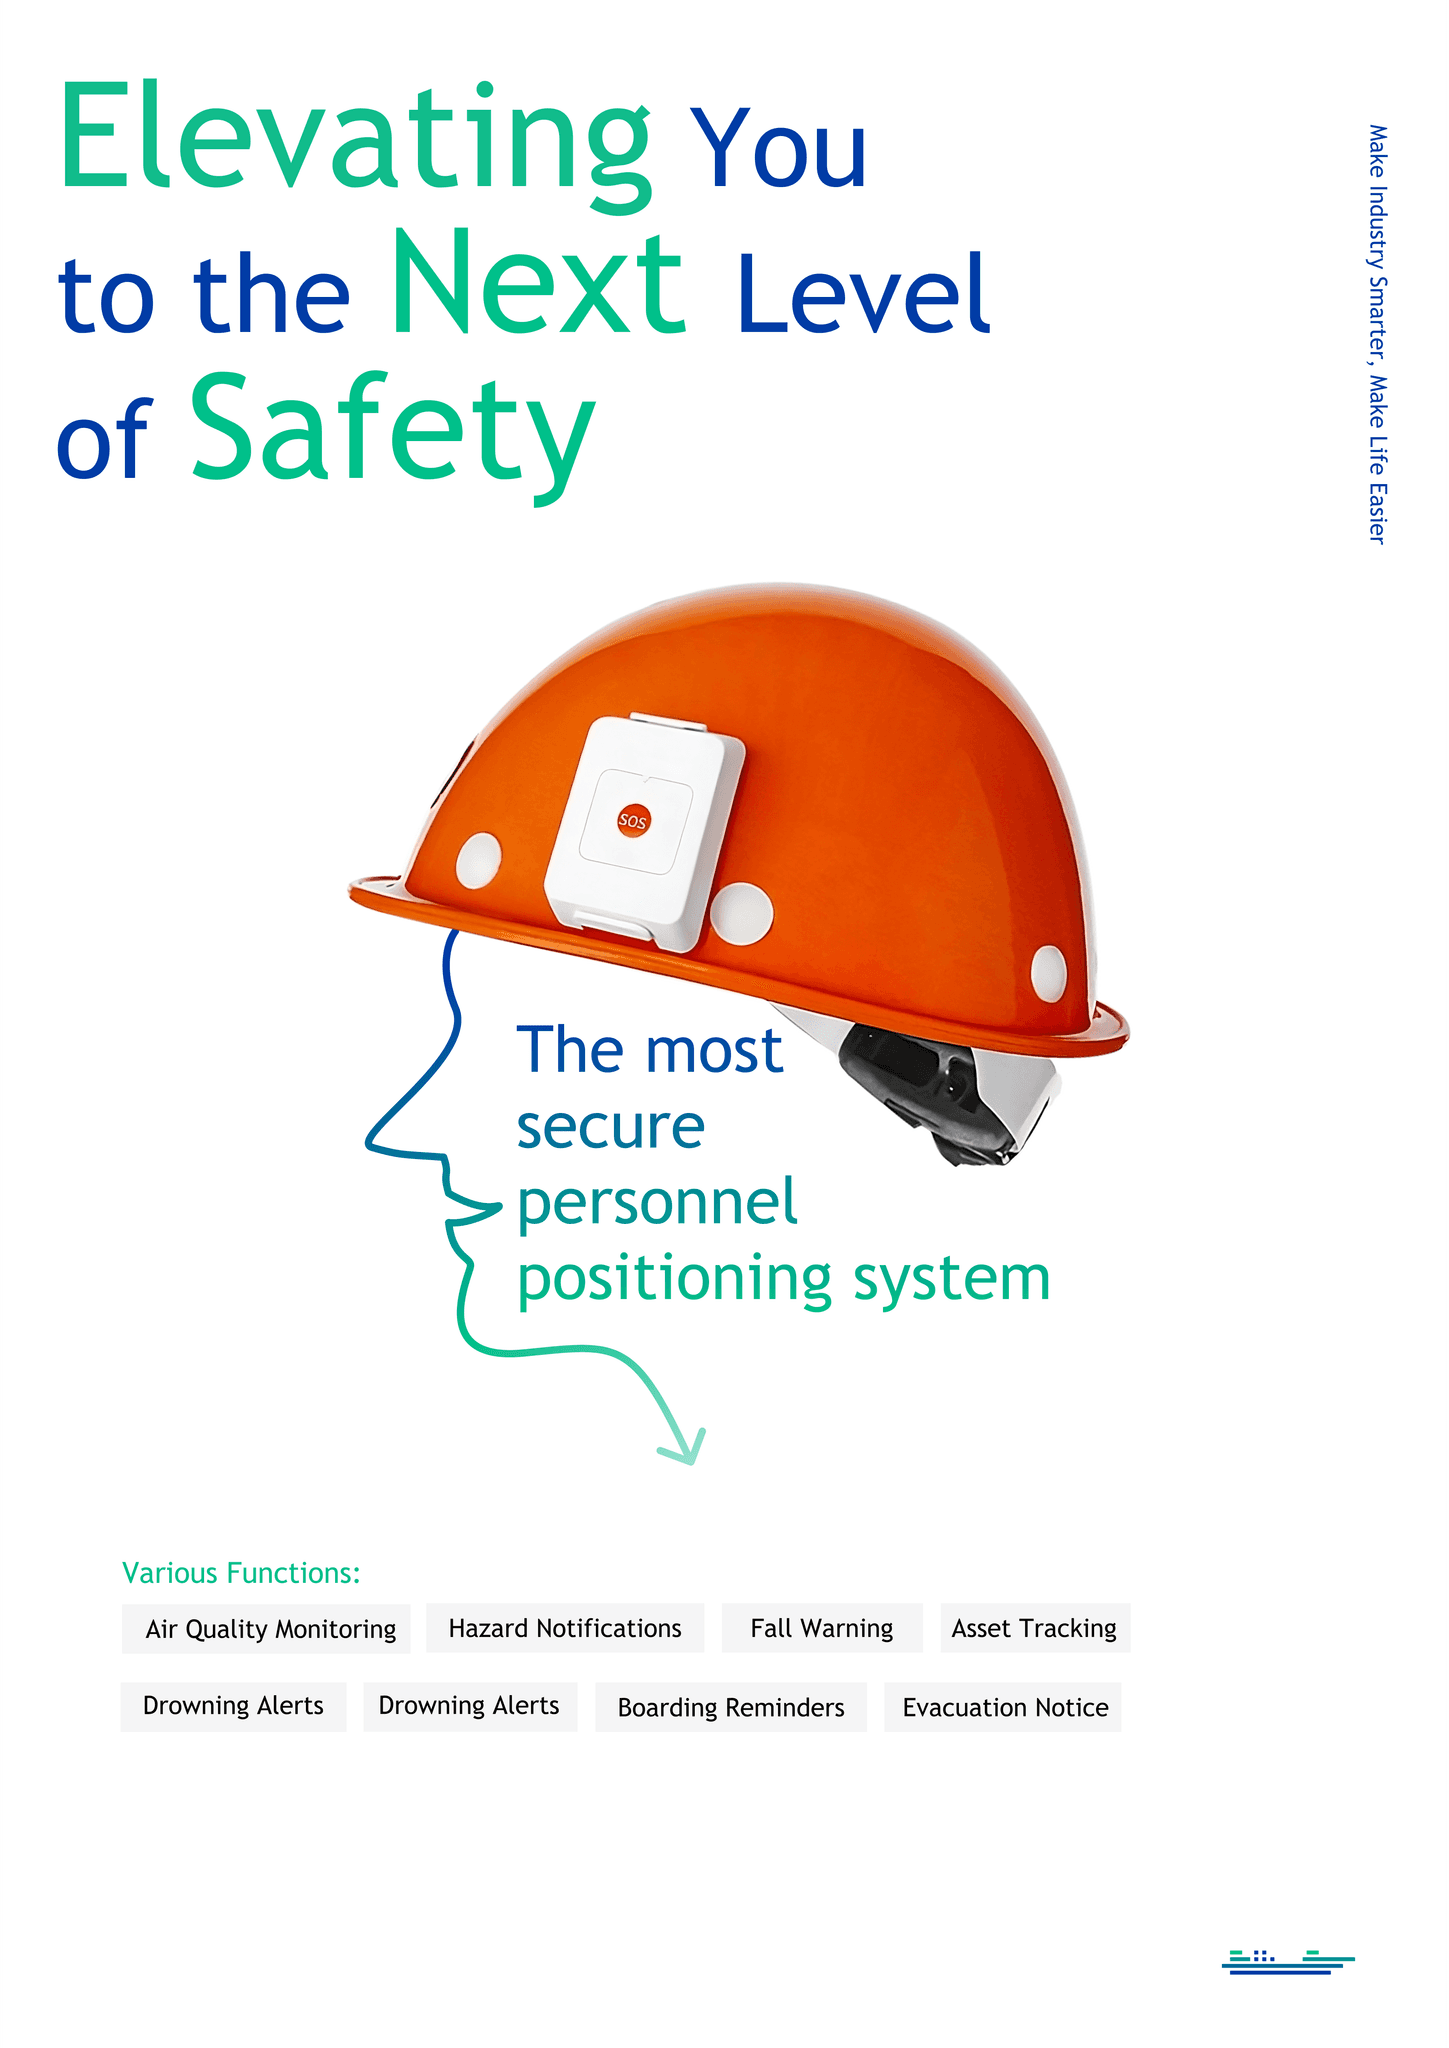 Elevating You
to the Next Level
of Safety
Make Industry Smarter, Make Life Easier
SOS
The most
secure
personnel
positioning system
Various Functions:
Air Quality Monitoring
Hazard Notifications
Fall Warning
Asset Tracking
Drowning Alerts
Drowning Alerts
Boarding Reminders
Evacuation Notice